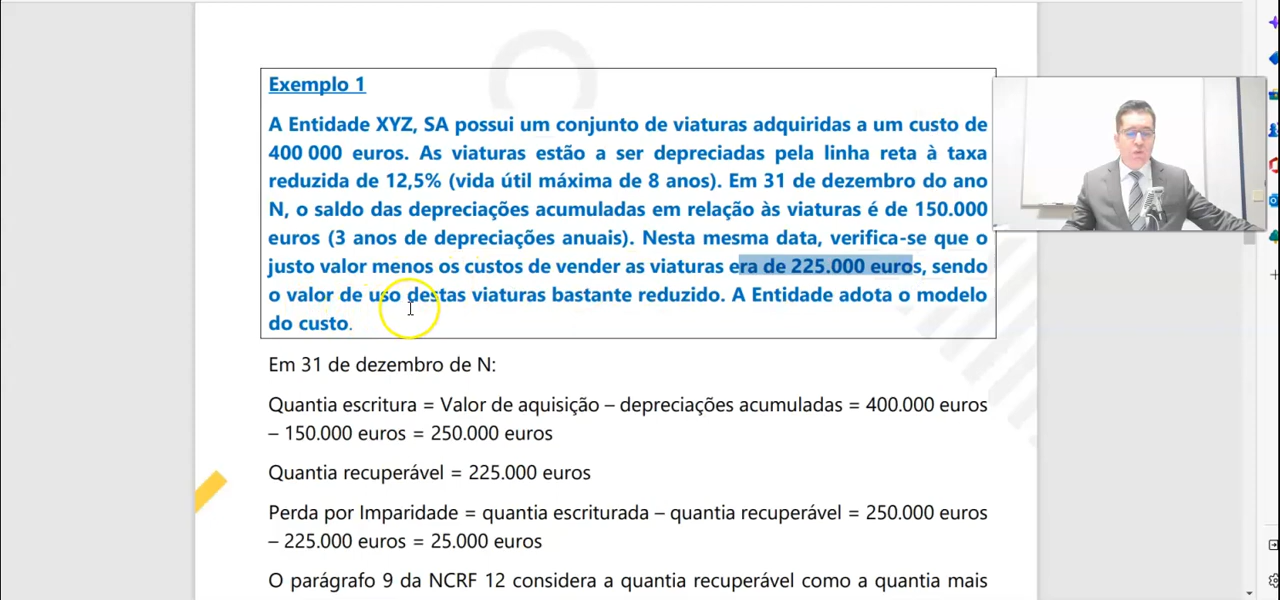 Exemplo 1
A Entidade XYZ, SA possui um conjunto de viaturas adquiridas a um custo de
400 000 euros. As viaturas estão a ser depreciadas pela linha reta à taxa
reduzida de 12,5% (vida útil máxima de 8 anos). Em 31 de dezembro do ano
N, o saldo das depreciações acumuladas em relação às viaturas é de 150.000
euros (3 anos de depreciações anuais). Nesta mesma data, verifica-se que o
justo valor menos os custos de vender as viaturas era de 225.000 euros, sendo
o valor de uso destas viaturas bastante reduzido. A Entidade adota o modelo
do custo.
Em 31 de dezembro de N:
Quantia escritura = Valor de aquisição – depreciações acumuladas = 400.000 euros
– 150.000 euros = 250.000 euros
Quantia recuperável = 225.000 euros
Perda por Imparidade = quantia escriturada – quantia recuperável = 250.000 euros
– 225.000 euros = 25.000 euros
O parágrafo 9 da NCRF 12 considera a quantia recuperável como a quantia mais